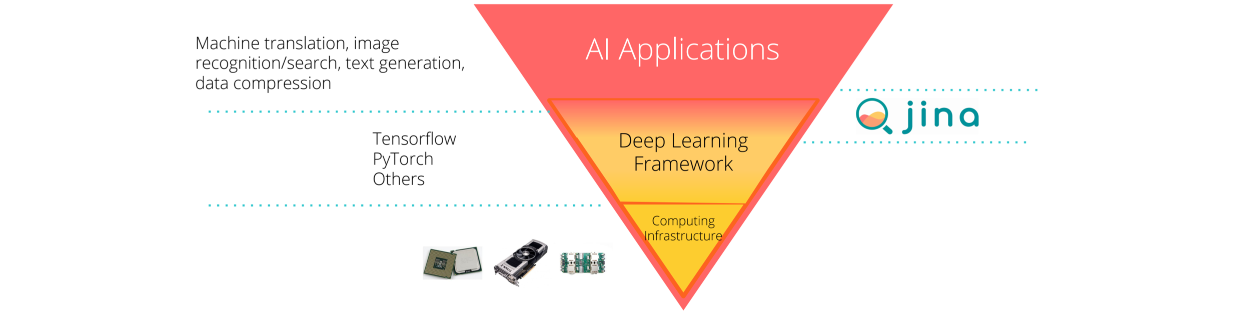 Machine translation, image
recognition/search, text generation,
data compression
AI Applications
jina
Tensorflow
PyTorch
Others
Deep Learning
Framework
Computing
Infrastructure